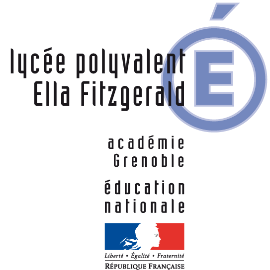 lycée polyvalent
Ella Fitzgerald
É
académie
Grenoble
éducation
nationale
Liberté • Égalité • Fraternité
RÉPUBLIQUE FRANÇAISE